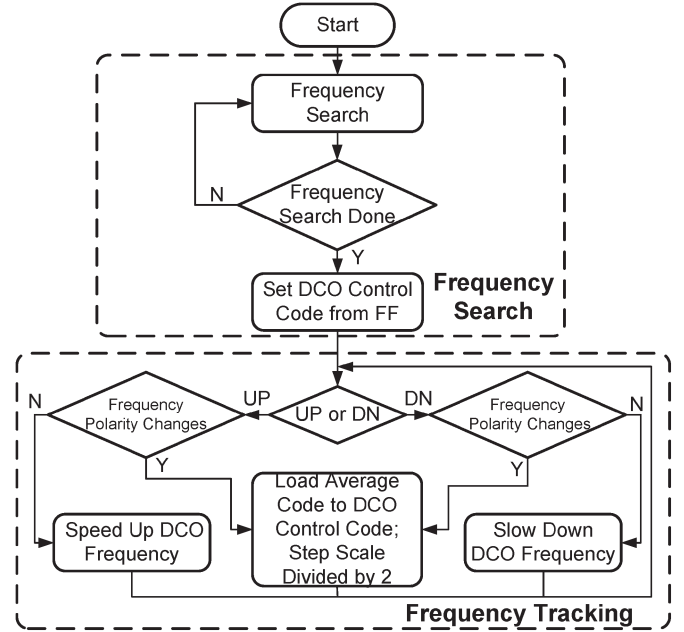 Start
Frequency
Search
N
Frequency
Search Done
Y
Set DCO Control
Code from FF
Frequency
Search
N
Frequency
Polarity Changes
UP
UP or DN
DN
Frequency
Polarity Changes
N
Y
Y
Speed Up DCO
Frequency
Load Average
Code to DCO
Control Code;
Step Scale
Divided by 2
Slow Down
DCO Frequency
Frequency Tracking